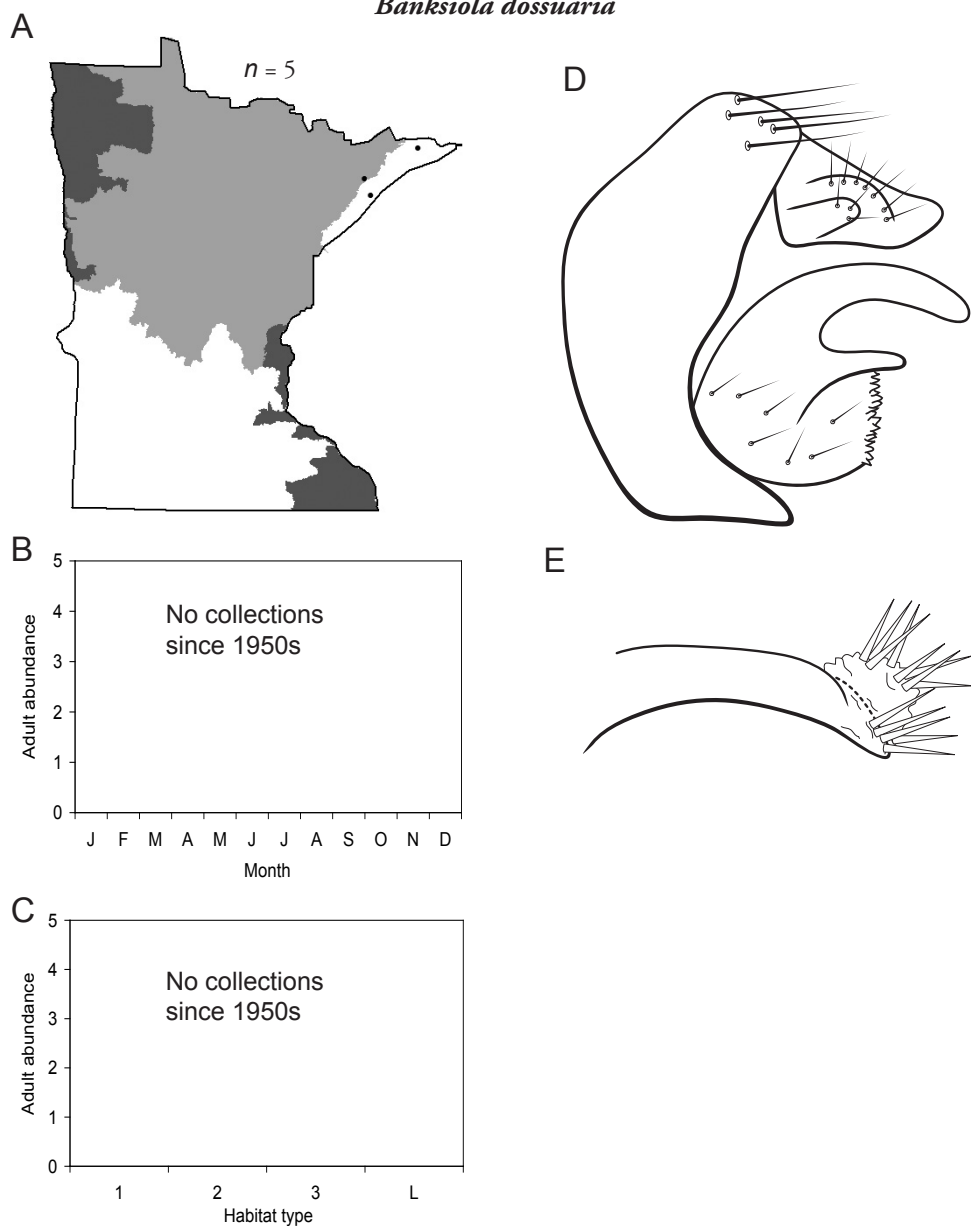 Banksiola dossuaria
A
n = 5
D
B
5
4
3
2
1
0
Adult abundance
No collections
since 1950s
J F M A M J J A S O N D
Month
E
C
5
4
3
2
1
0
Adult abundance
No collections
since 1950s
1 2 3 L
Habitat type